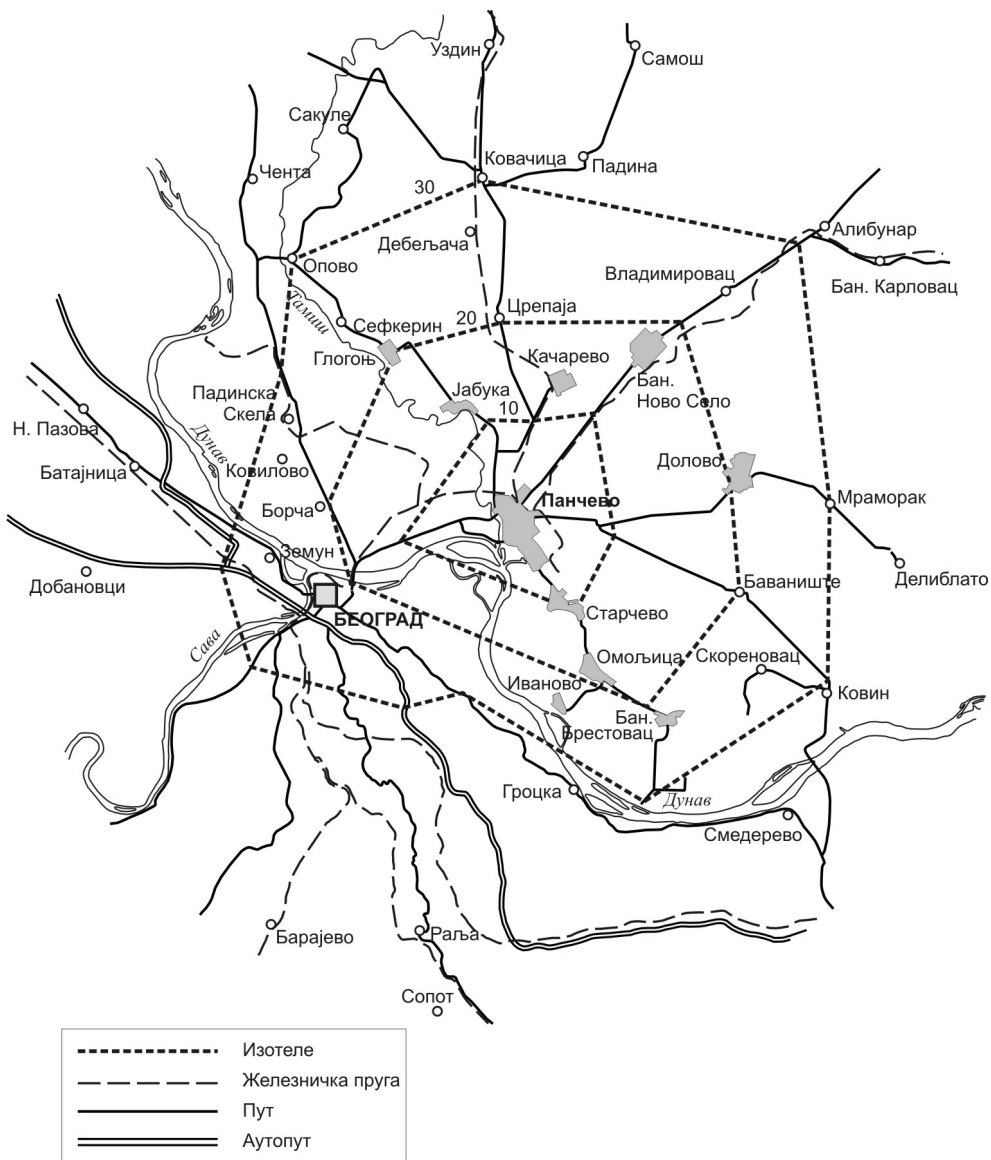 Уздин
Самош
Сакуле
Ковачица
Падина
Чента
30
Дебељача
Алибунар
Опово
Владимировац
Бан. Карловац
Тамиш
Црепаја
Сефкерин
20
Глогоњ
Качарево
Бан.
Ново Село
Јабука
10
Падинска
Скела
Н. Пазова
Дунав
Батајница
Ковилово
Долово
Панчево
Мраморак
Борча
Земун
Добановци
Делиблато
Баваниште
Старчево
БЕОГРАД
Сава
Омољица
Скореновац
Иваново
Ковин
Бан.
Брестовац
Гроцка
Дунав
Смедерево
Барајево
Раља
Сопот
Изотеле
Железничка пруга
Пут
Аутопут